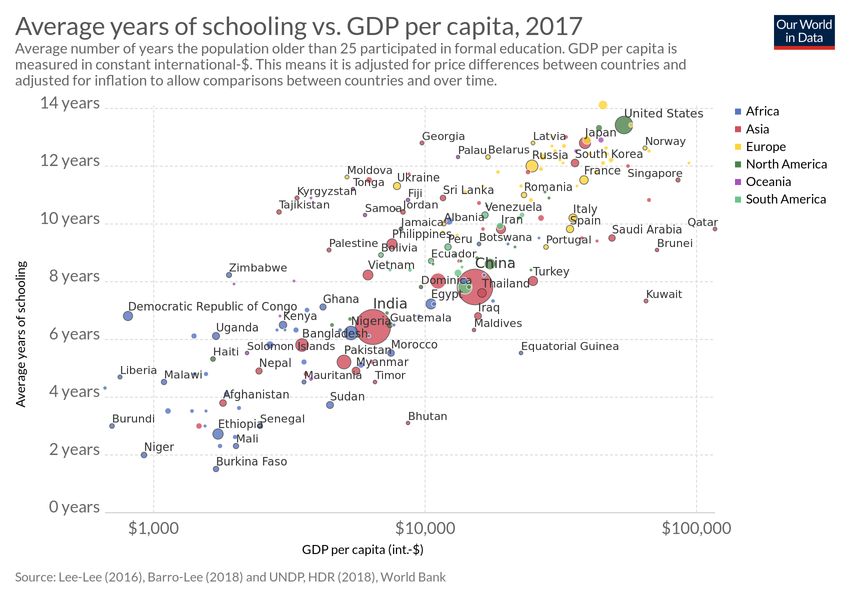 Average years of schooling vs. GDP per capita, 2017
Our World
in Data
Average number of years the population older than 25 participated in formal education. GDP per capita is
measured in constant international-$. This means it is adjusted for price differences between countries and
adjusted for inflation to allow comparisons between countries and over time.
14 years
12 years
10 years
8 years
6 years
4 years
2 years
0 years
Average years of schooling
United States
Georgia
Latvia
Japan
Norway
Palau
Belarus
Russia
South Korea
Moldova
Tonga
Ukraine
France
Singapore
Kyrgyzstan
Fiji
Sri Lanka
Romania
Tajikistan
Samoa
Jordan
Venezuela
Italy
Jamaica
Albania
Iran
Spain
Qatar
Philippines
Peru
Botswana
Portugal
Saudi Arabia
Palestine
Bolivia
Ecuador
Brunei
Zimbabwe
Vietnam
China
Turkey
Dominica
Thailand
Democratic Republic of Congo
Ghana
India
Egypt
Kuwait
Uganda
Kenya
Nigeria
Guatemala
Iraq
Maldives
Bangladesh
Haiti
Solomon Islands
Pakistan
Morocco
Equatorial Guinea
Liberia
Malawi
Nepal
Myanmar
Mauritania
Timor
Afghanistan
Sudan
Burundi
Ethiopia
Senegal
Bhutan
Niger
Mali
Burkina Faso
Africa
Asia
Europe
North America
Oceania
South America
$1,000
$10,000
$100,000
GDP per capita (int.-$)
Source: Lee-Lee (2016), Barro-Lee (2018) and UNDP, HDR (2018), World Bank